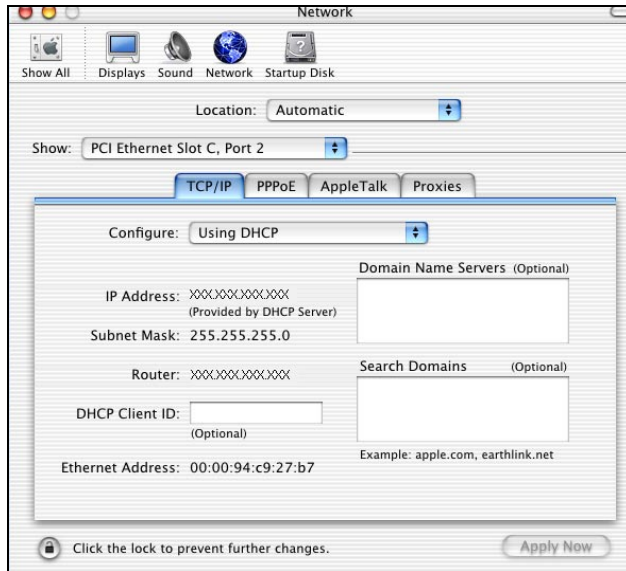 Network
Show All Displays Sound Network Startup Disk
Location: Automatic
Show: PCI Ethernet Slot C, Port 2
TCP/IP PPPoE AppleTalk Proxies
Configure: Using DHCP
Domain Name Servers (Optional)
IP Address: XXX.XXX.XXX.XXX
(Provided by DHCP Server)
Subnet Mask: 255.255.255.0
Router: XXX.XXX.XXX.XXX
Search Domains (Optional)
DHCP Client ID:
(Optional)
Example: apple.com, earthlink.net
Ethernet Address: 00:00:94:c9:27:b7
Click the lock to prevent further changes.
Apply Now